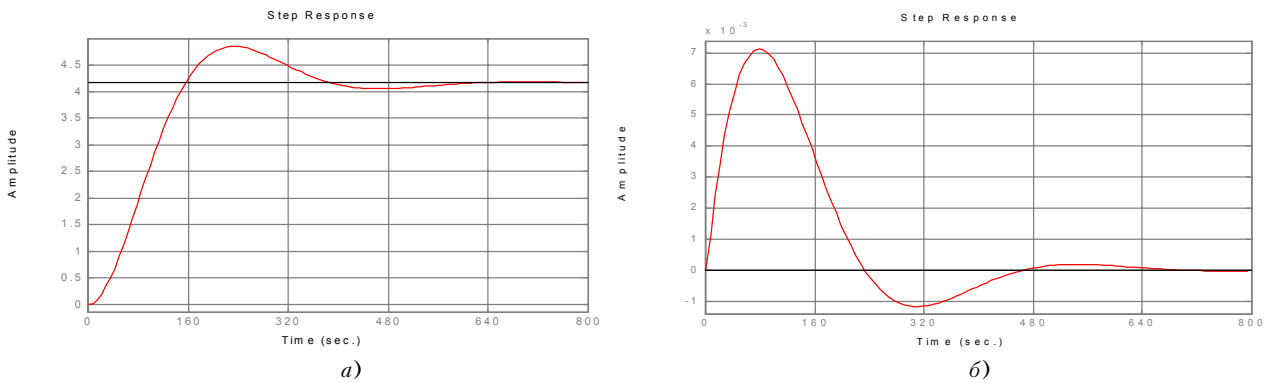 Step Response
4.5
4
3.5
3
2.5
2
1.5
1
0.5
0
Amplitude
0 160 320 480 640 800
Time (sec.)
а)
Step Response
x 10⁻³
7
6
5
4
3
2
1
0
-1
Amplitude
0 160 320 480 640 800
Time (sec.)
б)